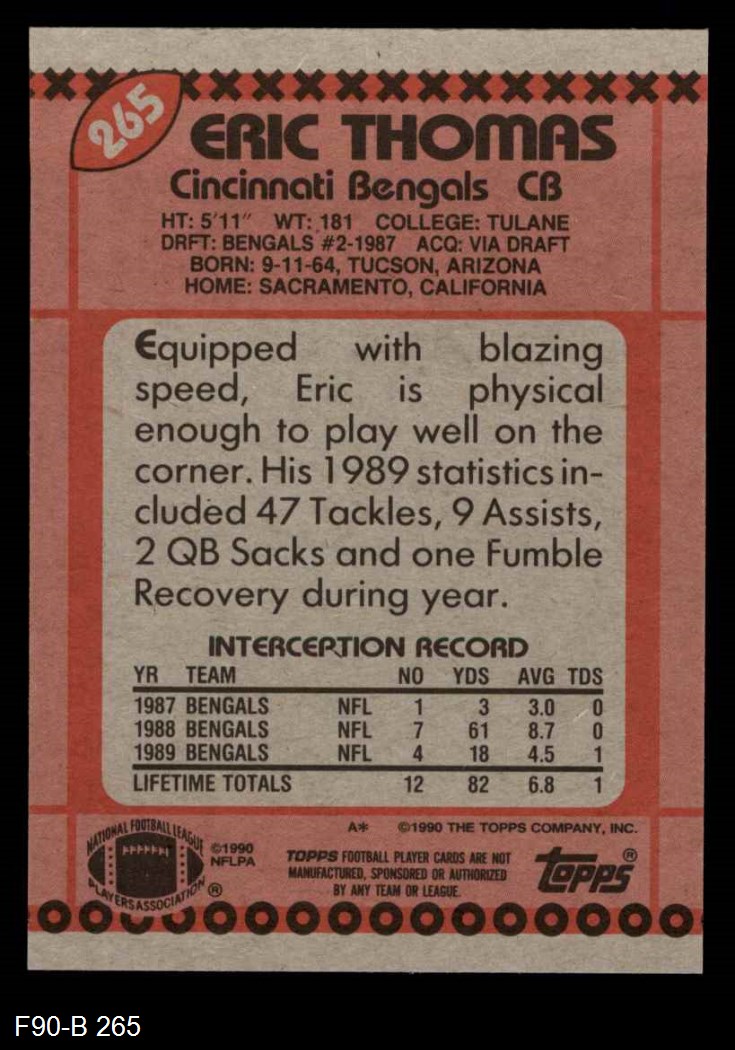 265
ERIC THOMAS
Cincinnati Bengals CB
HT: 5'11" WT: 181 COLLEGE: TULANE
DRFT: BENGALS #2-1987 ACQ: VIA DRAFT
BORN: 9-11-64, TUCSON, ARIZONA
HOME: SACRAMENTO, CALIFORNIA
Equipped with blazing
speed, Eric is physical
enough to play well on the
corner. His 1989 statistics in-
cluded 47 Tackles, 9 Assists,
2 QB Sacks and one Fumble
Recovery during year.
INTERCEPTION RECORD
YR TEAM NO YDS AVG TDS
1987 BENGALS NFL 1 3 3.0 0
1988 BENGALS NFL 7 61 8.7 0
1989 BENGALS NFL 4 18 4.5 1
LIFETIME TOTALS 12 82 6.8 1
A* ©1990 THE TOPPS COMPANY, INC.
NATIONAL FOOTBALL LEAGUE
PLAYERS ASSOCIATION ®
©1990
NFLPA
TOPPS FOOTBALL PLAYER CARDS ARE NOT
MANUFACTURED, SPONSORED OR AUTHORIZED
BY ANY TEAM OR LEAGUE.
Topps®
F90-B 265